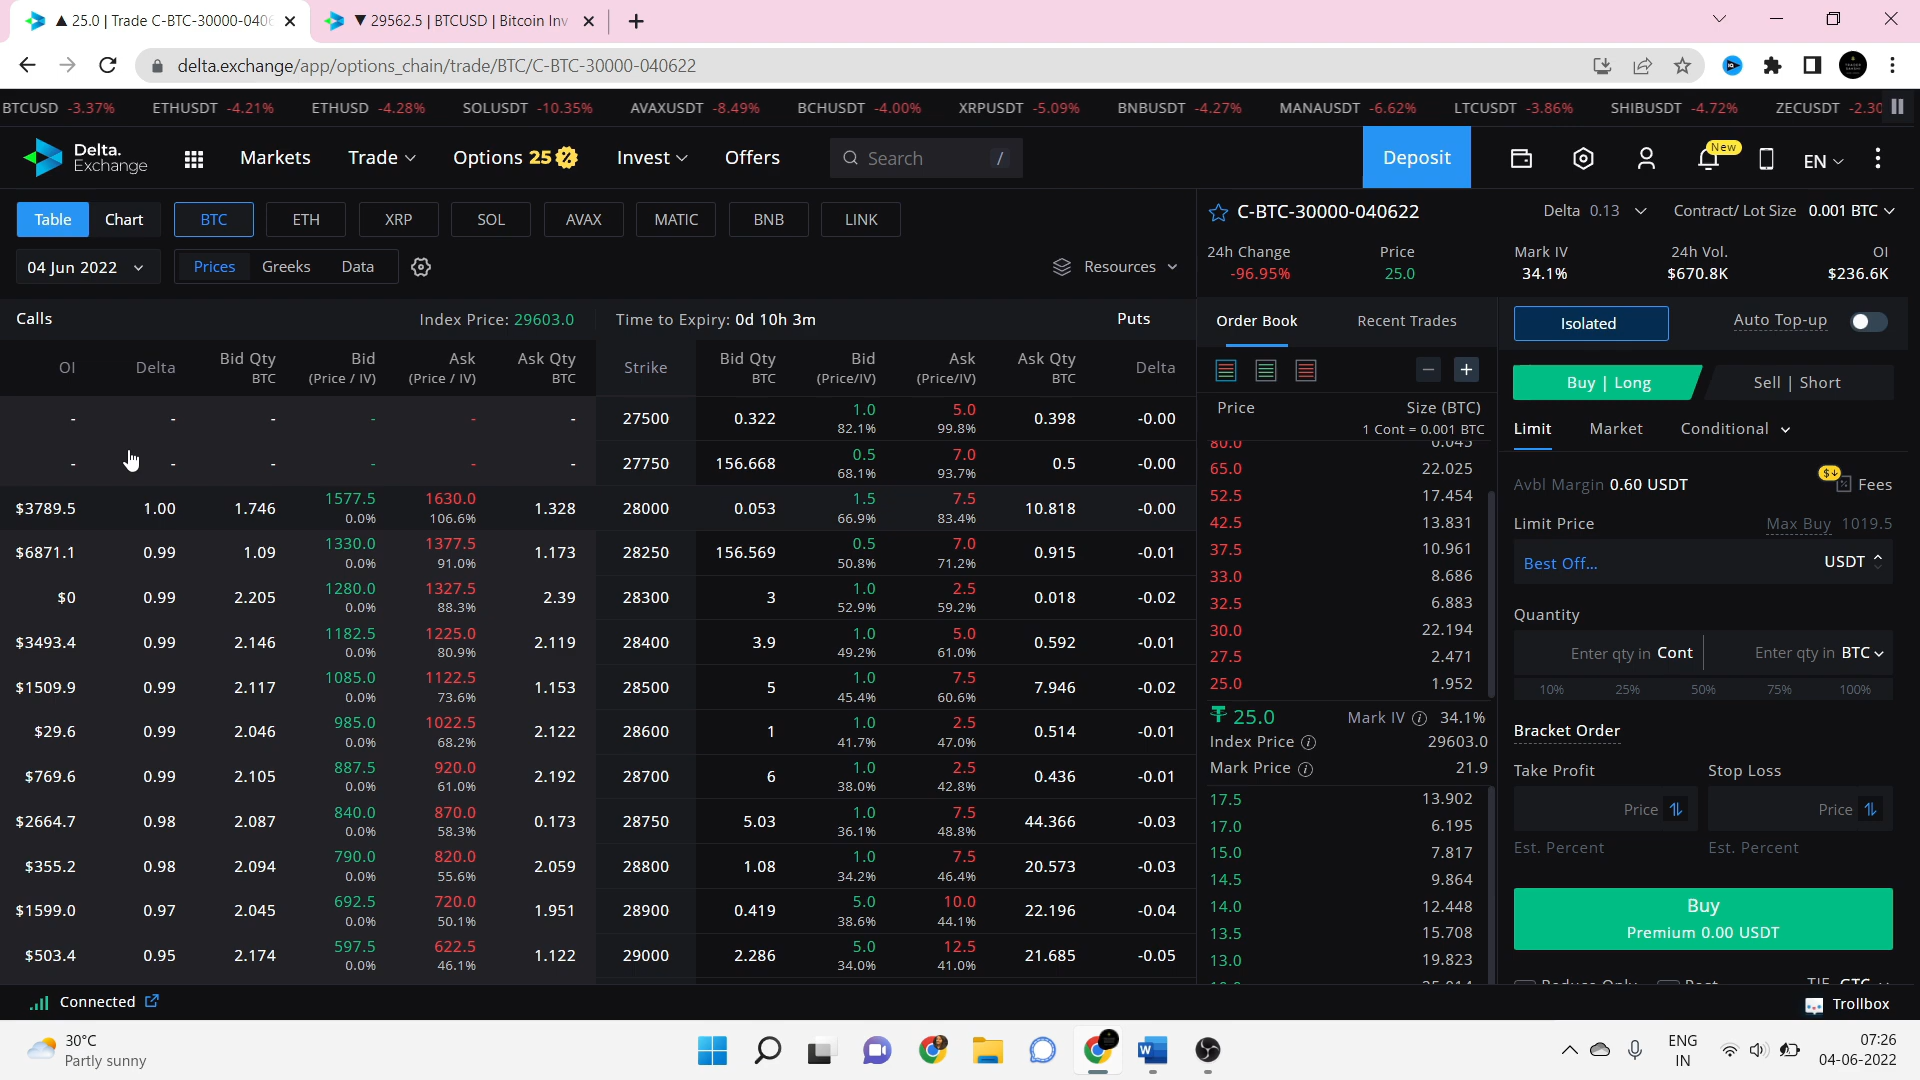 ▲ 25.0 | Trade C-BTC-30000-0406
▼ 29562.5 | BTCUSD | Bitcoin Inv
delta.exchange/app/options_chain/trade/BTC/C-BTC-30000-040622
BTCUSD -3.37% ETHUSDT -4.21% ETHUSD -4.28% SOLUSDT -10.35% AVAXUSDT -8.49% BCHUSDT -4.00% XRPUSDT -5.09% BNBUSDT -4.27% MANAUSDT -6.62% LTCUSDT -3.86% SHIBUSDT -4.72% ZECUSDT -2.30
Delta. Exchange Markets Trade Options 25 Invest Offers Search / Deposit New EN
Table Chart BTC ETH XRP SOL AVAX MATIC BNB LINK
04 Jun 2022 Prices Greeks Data Resources
Calls Index Price: 29603.0 Time to Expiry: 0d 10h 3m Puts
OI Delta Bid Qty BTC Bid (Price / IV) Ask (Price / IV) Ask Qty BTC Strike Bid Qty BTC Bid (Price/IV) Ask (Price/IV) Ask Qty BTC Delta
- - - - - - 27500 0.322 1.0 82.1% 5.0 99.8% 0.398 -0.00
- - - - - - 27750 156.668 0.5 68.1% 7.0 93.7% 0.5 -0.00
$3789.5 1.00 1.746 1577.5 0.0% 1630.0 106.6% 1.328 28000 0.053 1.5 66.9% 7.5 83.4% 10.818 -0.00
$6871.1 0.99 1.09 1330.0 0.0% 1377.5 91.0% 1.173 28250 156.569 0.5 50.8% 7.0 71.2% 0.915 -0.01
$0 0.99 2.205 1280.0 0.0% 1327.5 88.3% 2.39 28300 3 1.0 52.9% 2.5 59.2% 0.018 -0.02
$3493.4 0.99 2.146 1182.5 0.0% 1225.0 80.9% 2.119 28400 3.9 1.0 49.2% 5.0 61.0% 0.592 -0.01
$1509.9 0.99 2.117 1085.0 0.0% 1122.5 73.6% 1.153 28500 5 1.0 45.4% 7.5 60.6% 7.946 -0.02
$29.6 0.99 2.046 985.0 0.0% 1022.5 68.2% 2.122 28600 1 1.0 41.7% 2.5 47.0% 0.514 -0.01
$769.6 0.99 2.105 887.5 0.0% 920.0 61.0% 2.192 28700 6 1.0 38.0% 2.5 42.8% 0.436 -0.01
$2664.7 0.98 2.087 840.0 0.0% 870.0 58.3% 0.173 28750 5.03 1.0 36.1% 7.5 48.8% 44.366 -0.03
$355.2 0.98 2.094 790.0 0.0% 820.0 55.6% 2.059 28800 1.08 1.0 34.2% 7.5 46.4% 20.573 -0.03
$1599.0 0.97 2.045 692.5 0.0% 720.0 50.1% 1.951 28900 0.419 5.0 38.6% 10.0 44.1% 22.196 -0.04
$503.4 0.95 2.174 597.5 0.0% 622.5 46.1% 1.122 29000 2.286 5.0 34.0% 12.5 41.0% 21.685 -0.05
C-BTC-30000-040622 Delta 0.13 Contract/ Lot Size 0.001 BTC
24h Change Price Mark IV 24h Vol. OI
-96.95% 25.0 34.1% $670.8K $236.6K
Order Book Recent Trades
Price Size (BTC)
1 Cont = 0.001 BTC
80.0 0.045
65.0 22.025
52.5 17.454
42.5 13.831
37.5 10.961
33.0 8.686
32.5 6.883
30.0 22.194
27.5 2.471
25.0 1.952
25.0 Mark IV 34.1%
Index Price 29603.0
Mark Price 21.9
17.5 13.902
17.0 6.195
15.0 7.817
14.5 9.864
14.0 12.448
13.5 15.708
13.0 19.823
Isolated Auto Top-up
Buy | Long Sell | Short
Limit Market Conditional
Avbl Margin 0.60 USDT Fees
Limit Price Max Buy 1019.5
Best Off... USDT
Quantity
Enter qty in Cont Enter qty in BTC
10% 25% 50% 75% 100%
Bracket Order
Take Profit Stop Loss
Price Price
Est. Percent Est. Percent
Buy
Premium 0.00 USDT
Reduce Only Post TIF GTC
Connected Trollbox
30°C
Partly sunny
ENG
IN
07:26
04-06-2022